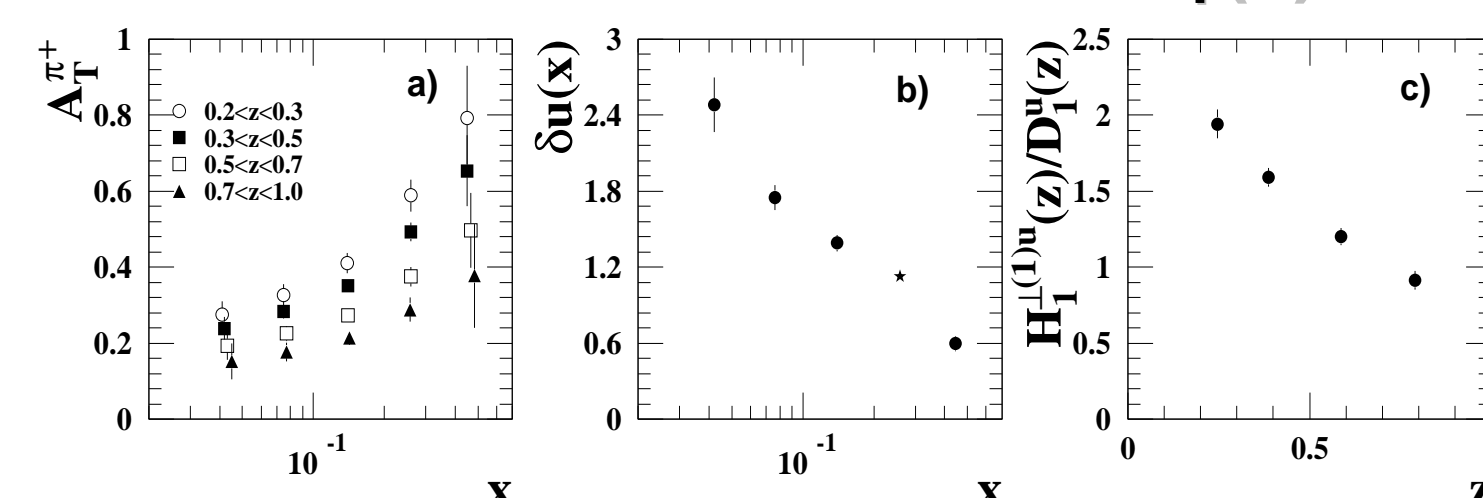 a)
A_T^{π+}
1
0.8
0.6
0.4
0.2
0
0.2<z<0.3
0.3<z<0.5
0.5<z<0.7
0.7<z<1.0
10^{-1}
x
b)
δu(x)
3
2.4
1.8
1.2
0.6
0
10^{-1}
x
c)
H_1^{⊥(1)u}(z)/D_1^u(z)
2.5
2
1.5
1
0.5
0
0
0.5
z